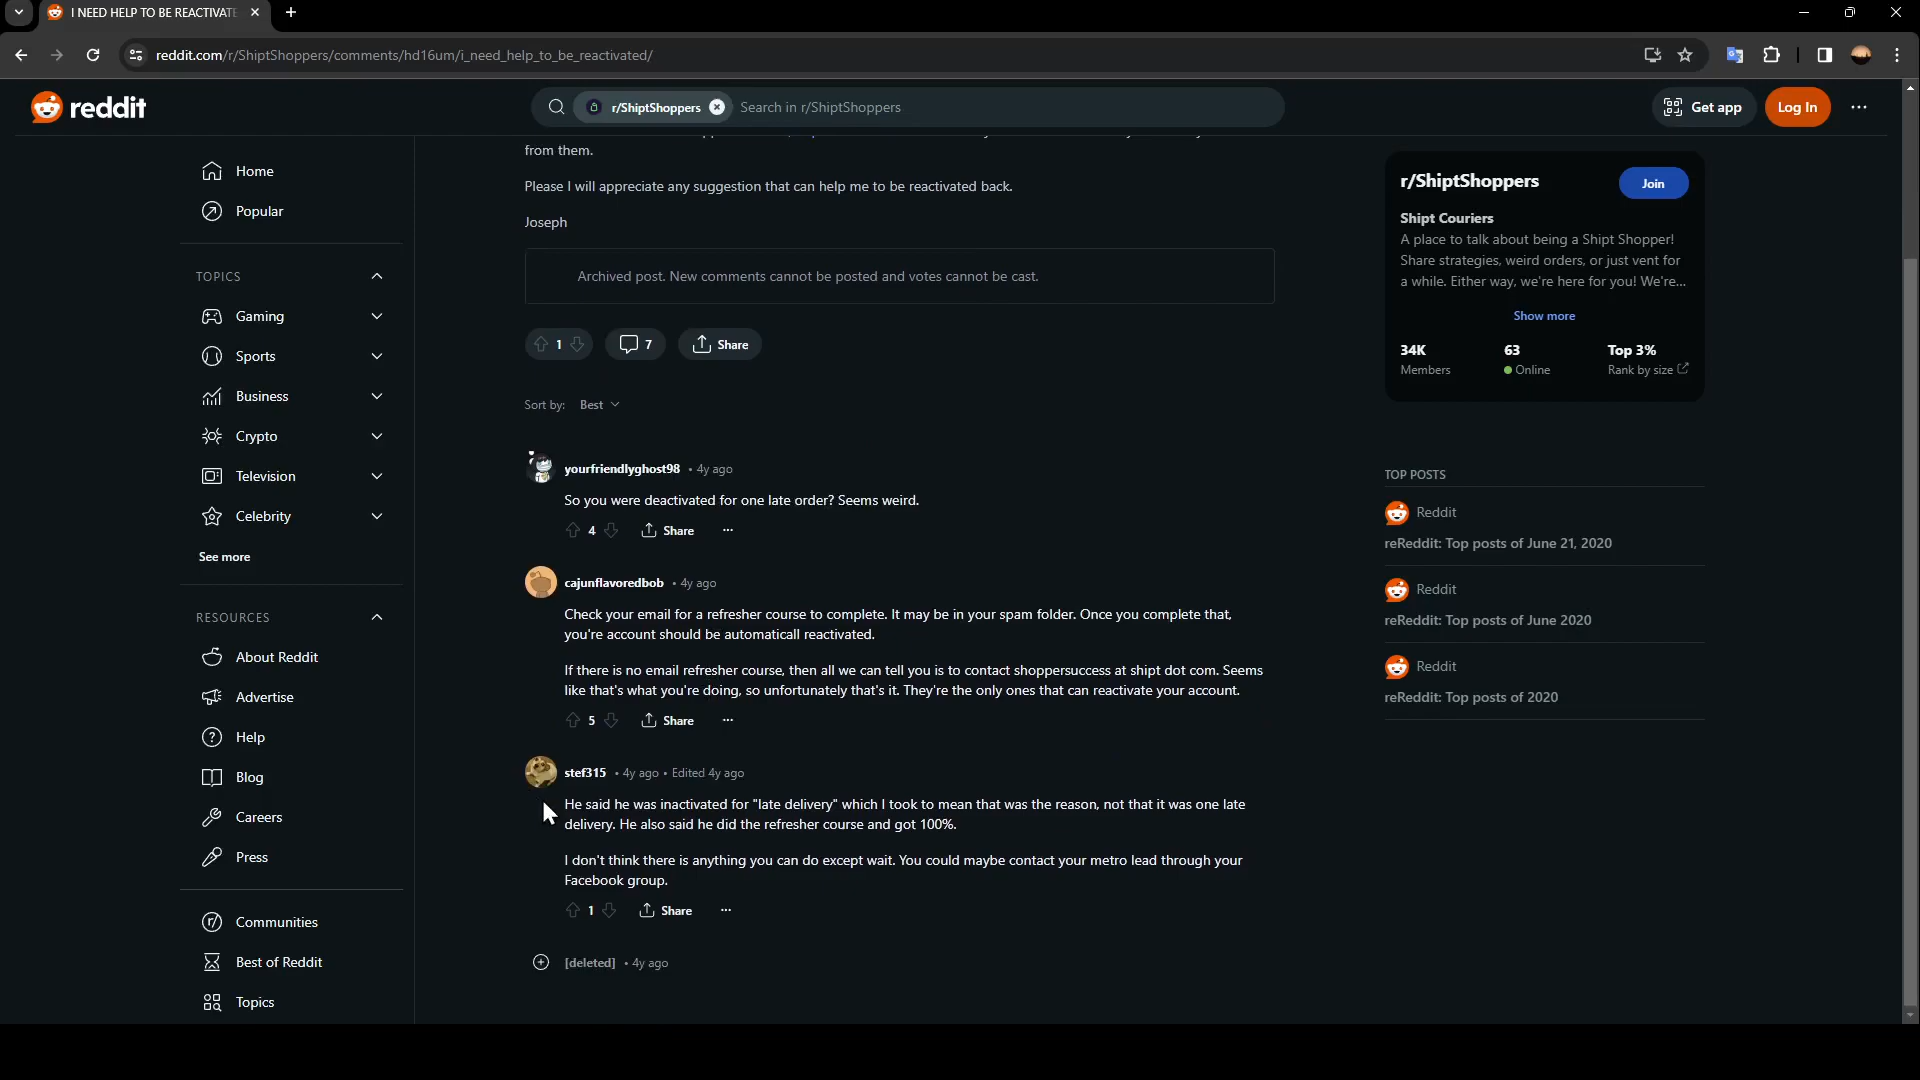 I NEED HELP TO BE REACTIVATE
reddit.com/r/ShiptShoppers/comments/hd16um/i_need_help_to_be_reactivated/
reddit
r/ShiptShoppers
Search in r/ShiptShoppers
Get app
Log In
Home
Popular
TOPICS
Gaming
Sports
Business
Crypto
Television
Celebrity
See more
RESOURCES
About Reddit
Advertise
Help
Blog
Careers
Press
Communities
Best of Reddit
Topics
from them.
Please I will appreciate any suggestion that can help me to be reactivated back.
Joseph
Archived post. New comments cannot be posted and votes cannot be cast.
1
7
Share
Sort by: Best
yourfriendlyghost98 • 4y ago
So you were deactivated for one late order? Seems weird.
4 Share
cajunflavoredbob • 4y ago
Check your email for a refresher course to complete. It may be in your spam folder. Once you complete that,
you're account should be automaticall reactivated.
If there is no email refresher course, then all we can tell you is to contact shoppersuccess at shipt dot com. Seems
like that's what you're doing, so unfortunately that's it. They're the only ones that can reactivate your account.
5 Share
stef315 • 4y ago • Edited 4y ago
He said he was inactivated for "late delivery" which I took to mean that was the reason, not that it was one late
delivery. He also said he did the refresher course and got 100%.
I don't think there is anything you can do except wait. You could maybe contact your metro lead through your
Facebook group.
1 Share
[deleted] • 4y ago
r/ShiptShoppers
Join
Shipt Couriers
A place to talk about being a Shipt Shopper!
Share strategies, weird orders, or just vent for
a while. Either way, we're here for you! We're...
Show more
34K 63 Top 3%
Members Online Rank by size
TOP POSTS
Reddit
reReddit: Top posts of June 21, 2020
Reddit
reReddit: Top posts of June 2020
Reddit
reReddit: Top posts of 2020